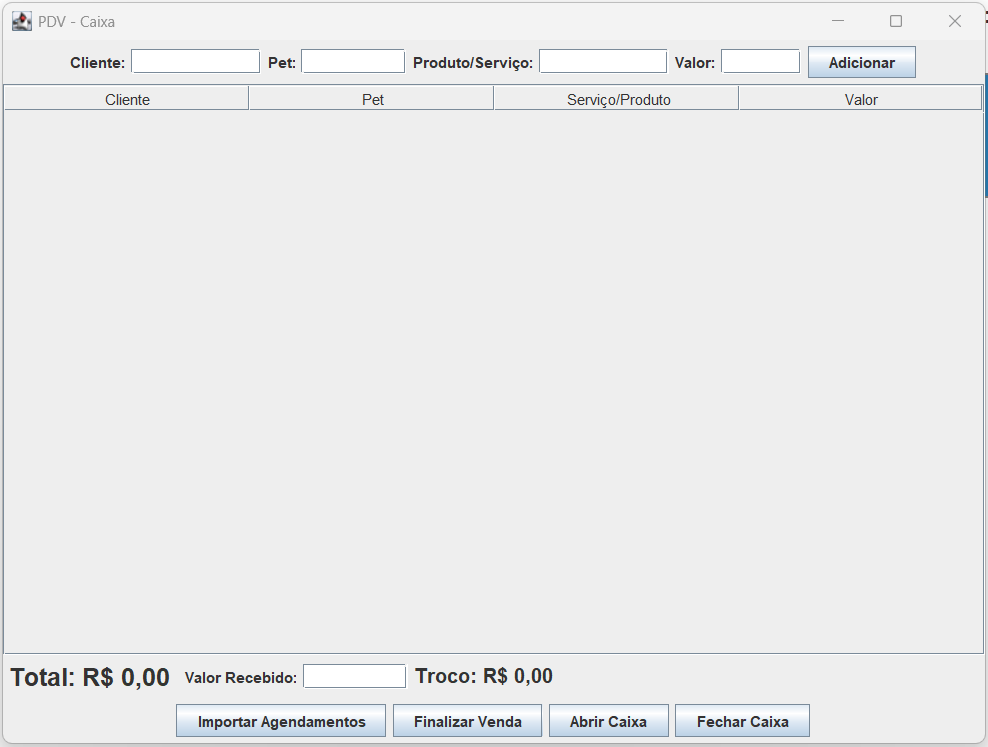 PDV - Caixa
Cliente: Pet: Produto/Serviço: Valor: Adicionar
Cliente Pet Serviço/Produto Valor
Total: R$ 0,00 Valor Recebido: Troco: R$ 0,00
Importar Agendamentos Finalizar Venda Abrir Caixa Fechar Caixa